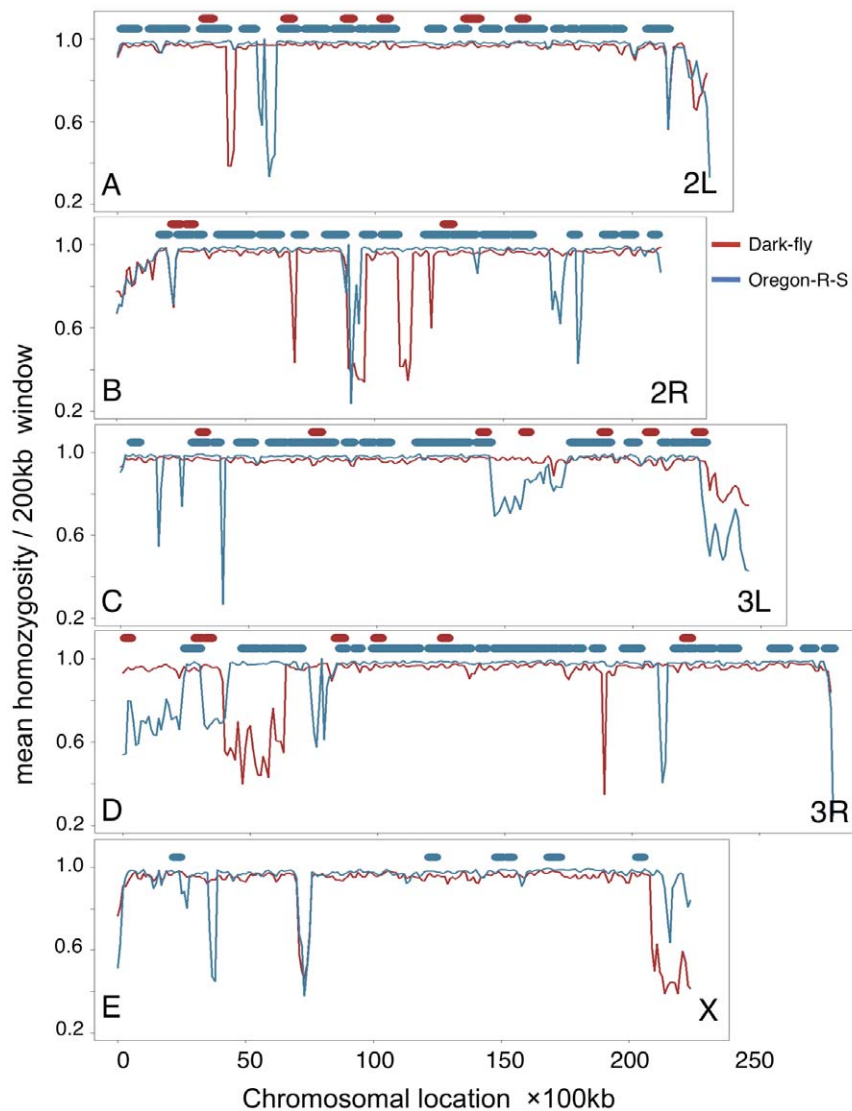 1.0
0.6
0.2
A
2L
1.0
0.6
0.2
B
2R
Dark-fly
Oregon-R-S
1.0
0.6
0.2
C
3L
1.0
0.6
0.2
D
3R
1.0
0.6
0.2
E
X
0 50 100 150 200 250
Chromosomal location ×100kb
mean homozygosity / 200kb window